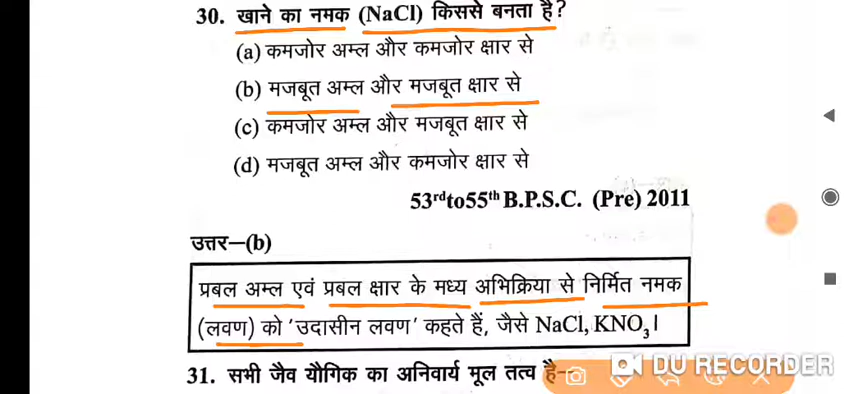 30. खाने का नमक (NaCl) किससे बनता है?
(a) कमजोर अम्ल और कमजोर क्षार से
(b) मजबूत अम्ल और मजबूत क्षार से
(c) कमजोर अम्ल और मजबूत क्षार से
(d) मजबूत अम्ल और कमजोर क्षार से
53rdto55th B.P.S.C. (Pre) 2011
उत्तर–(b)
प्रबल अम्ल एवं प्रबल क्षार के मध्य अभिक्रिया से निर्मित नमक
(लवण) को 'उदासीन लवण' कहते हैं, जैसे NaCl, KNO3।
31. सभी जैव यौगिक का अनिवार्य मूल तत्व है–
DU RECORDER